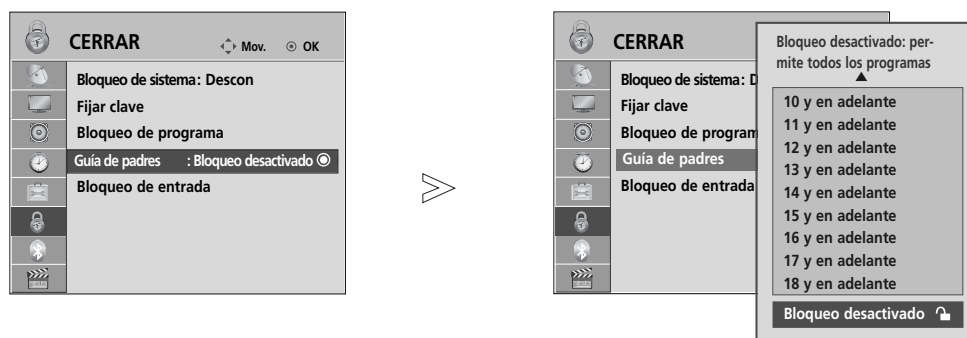 CERRAR
Mov.
OK
Bloqueo de sistema: Descon
Fijar clave
Bloqueo de programa
Guía de padres : Bloqueo desactivado
Bloqueo de entrada
CERRAR
Bloqueo de sistema: D
Fijar clave
Bloqueo de program
Guía de padres
Bloqueo de entrada
Bloqueo desactivado: per-
mite todos los programas
10 y en adelante
11 y en adelante
12 y en adelante
13 y en adelante
14 y en adelante
15 y en adelante
16 y en adelante
17 y en adelante
18 y en adelante
Bloqueo desactivado